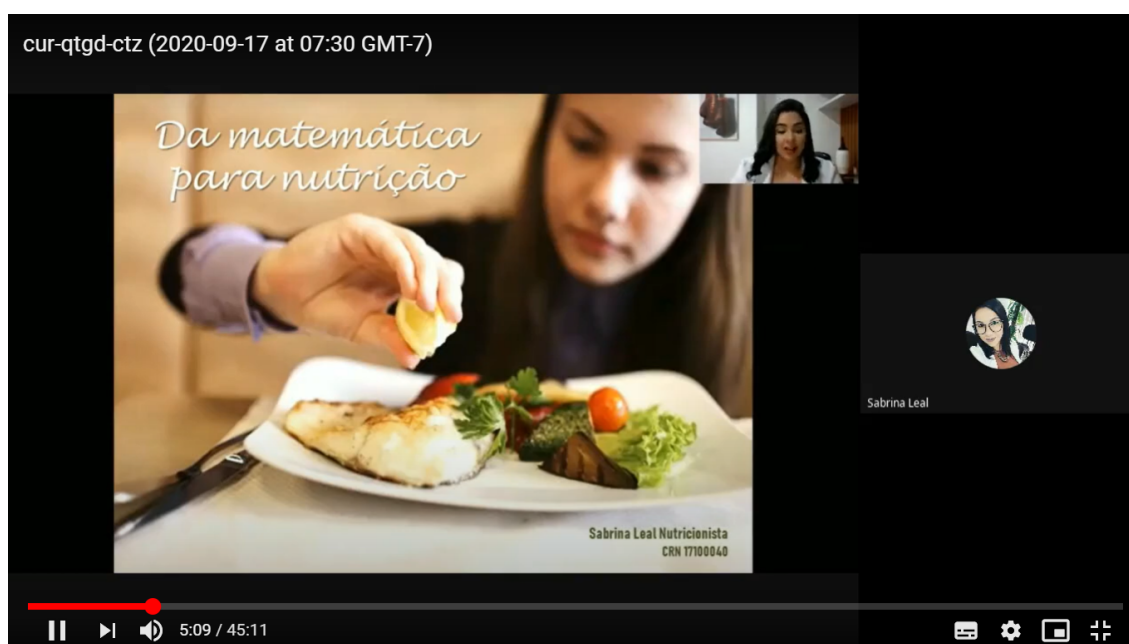 cur-qtgd-ctz (2020-09-17 at 07:30 GMT-7)
Da matemática
para nutrição
Sabrina Leal
Sabrina Leal Nutricionista
CRN 17100040
5:09 / 45:11